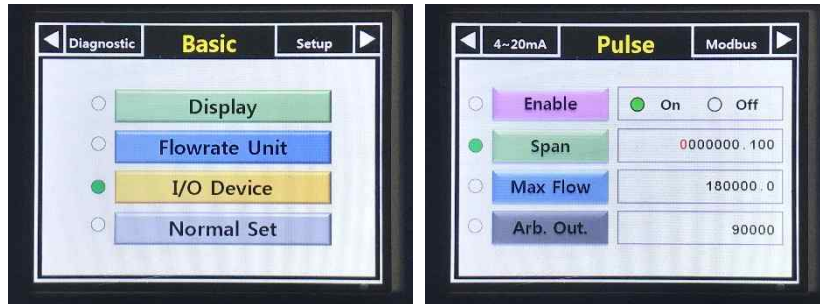 Diagnostic Basic Setup
Display
Flowrate Unit
I/O Device
Normal Set
4~20mA Pulse Modbus
Enable On Off
Span 0000000.100
Max Flow 180000.0
Arb. Out. 90000